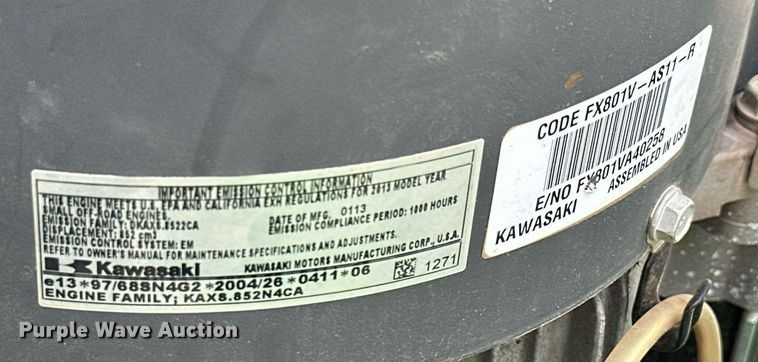 IMPORTANT EMISSION CONTROL INFORMATION
THIS ENGINE MEETS U.S. EPA AND CALIFORNIA EXH REGULATIONS FOR 2013 MODEL YEAR
SMALL OFF-ROAD ENGINES.
EMISSION FAMILY: DKAXS.8522CA
DATE OF MFG. 0113
DISPLACEMENT: 852 cm3
EMISSION COMPLIANCE PERIOD: 1000 HOURS
EMISSION CONTROL SYSTEM: EM
REFER TO OWNER'S MANUAL FOR MAINTENANCE SPECIFICATIONS AND ADJUSTMENTS.
Kawasaki
KAWASAKI MOTORS MANUFACTURING CORP., U.S.A.
e13*97/68SN4G2*2004/26*0411*06
1271
ENGINE FAMILY; KAXS.852N4CA
CODE FX801V-AS11-R
E/NO FX801VA40258
KAWASAKI ASSEMBLED IN USA
Purple Wave Auction